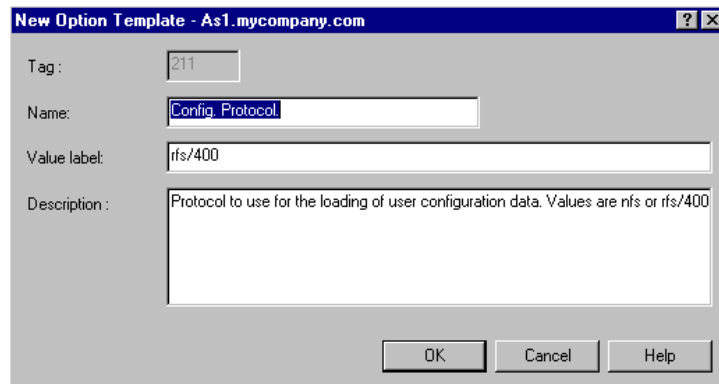 New Option Template - As1.mycompany.com
Tag : 211
Name: Config. Protocol.
Value label: rfs/400
Description : Protocol to use for the loading of user configuration data. Values are nfs or rfs/400
OK Cancel Help